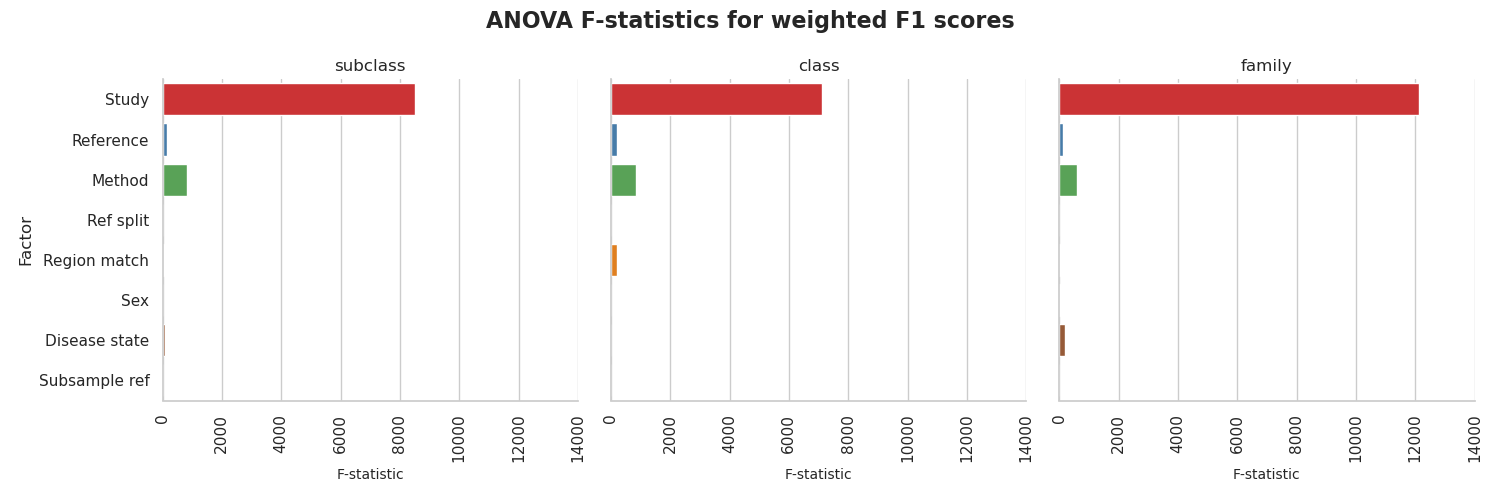 ANOVA F-statistics for weighted F1 scores
subclass
class
family
Factor
Study
Reference
Method
Ref split
Region match
Sex
Disease state
Subsample ref
0 2000 4000 6000 8000 10000 12000 14000
0 2000 4000 6000 8000 10000 12000 14000
0 2000 4000 6000 8000 10000 12000 14000
F-statistic
F-statistic
F-statistic